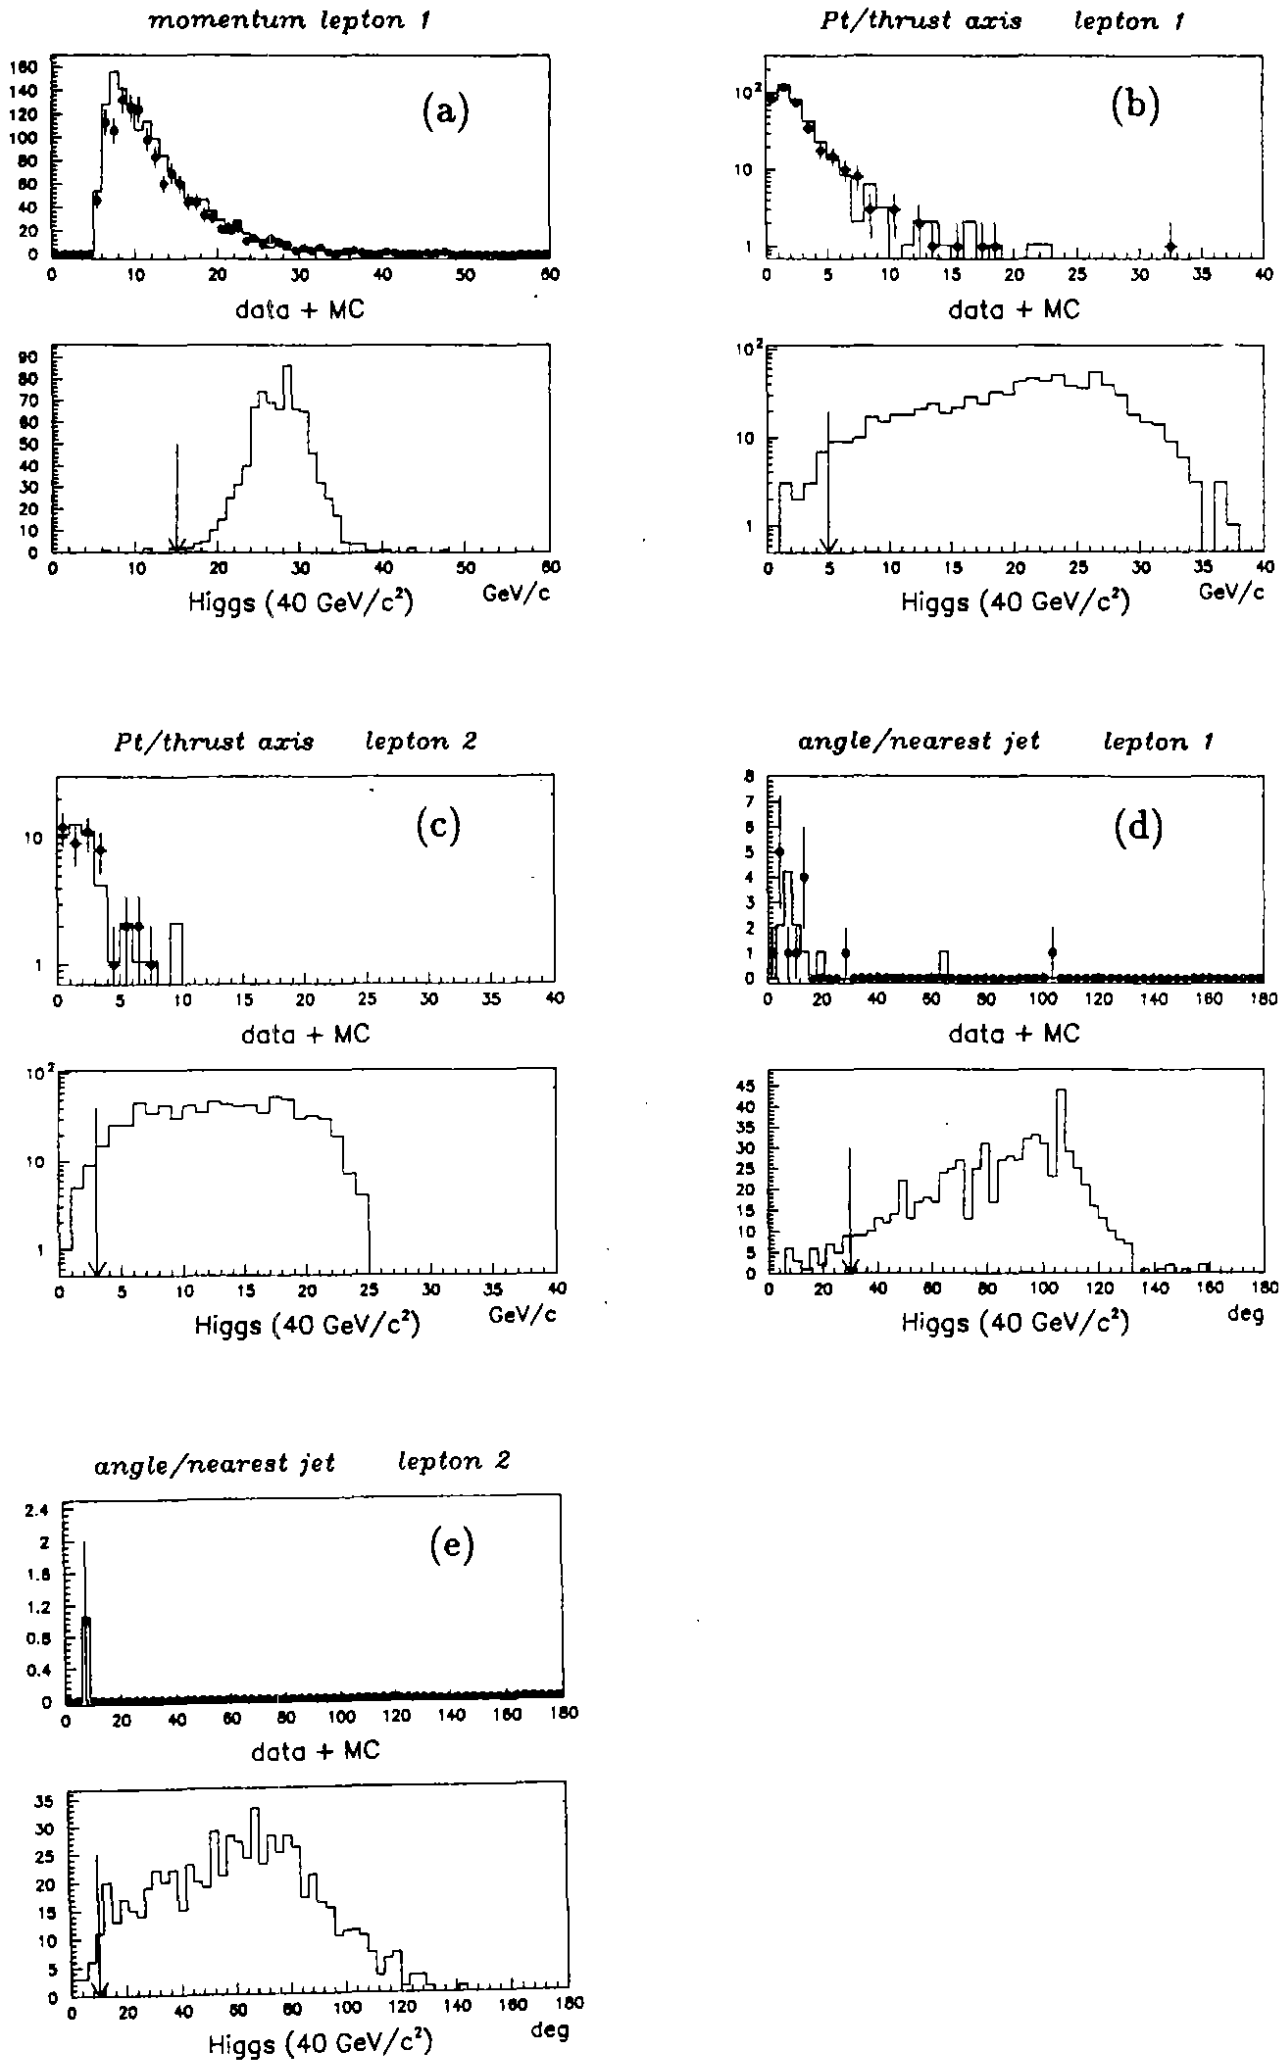 momentum lepton 1
(a)
160
140
120
100
80
60
40
20
0
0 10 20 30 40 50 60
data + MC
90
80
70
60
50
40
30
20
10
0
0 10 20 30 40 50 60
Higgs (40 GeV/c²) GeV/c
Pt/thrust axis lepton 1
(b)
10²
10
1
0 5 10 15 20 25 30 35 40
data + MC
10²
10
1
0 5 10 15 20 25 30 35 40
Higgs (40 GeV/c²) GeV/c
Pt/thrust axis lepton 2
(c)
10
1
0 5 10 15 20 25 30 35 40
data + MC
10²
10
1
0 5 10 15 20 25 30 35 40
Higgs (40 GeV/c²) GeV/c
angle/nearest jet lepton 1
(d)
8
7
6
5
4
3
2
1
0
0 20 40 60 80 100 120 140 160 180
data + MC
45
40
35
30
25
20
15
10
5
0
0 20 40 60 80 100 120 140 160 180
Higgs (40 GeV/c²) deg
angle/nearest jet lepton 2
(e)
2.4
2
1.6
1.2
0.8
0.4
0
0 20 40 60 80 100 120 140 160 180
data + MC
35
30
25
20
15
10
5
0
0 20 40 60 80 100 120 140 160 180
Higgs (40 GeV/c²) deg